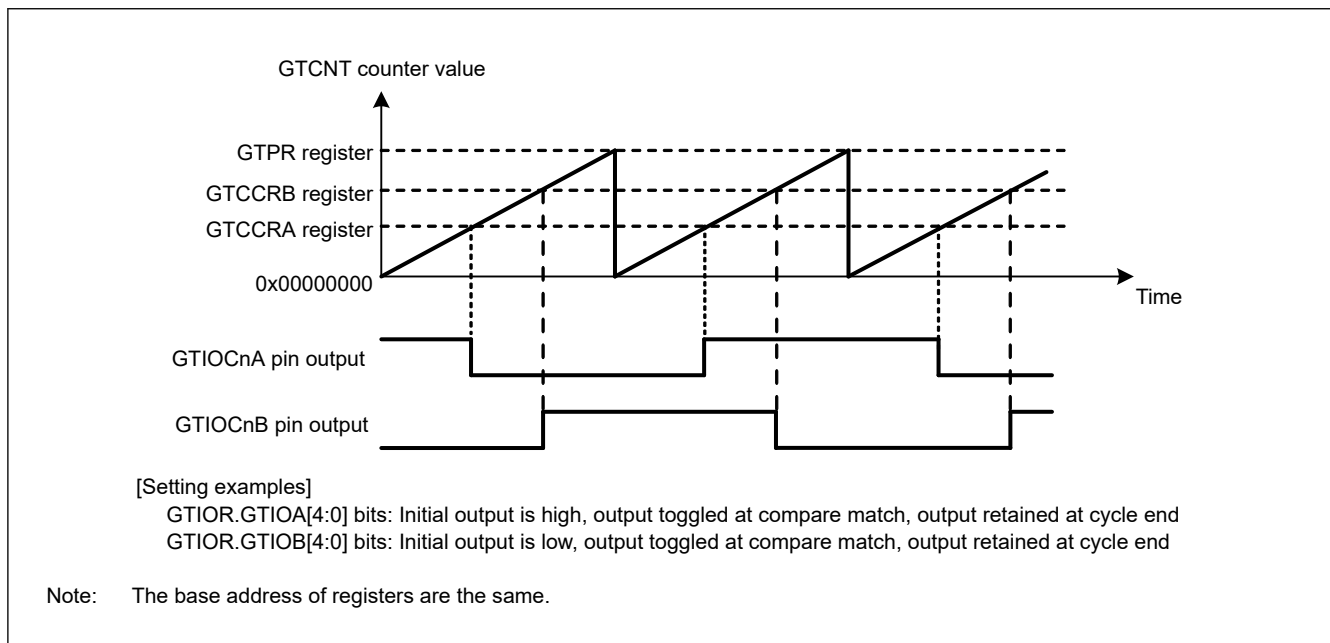 GTCNT counter value
GTPR register
GTCCRB register
GTCCRA register
0x00000000
Time
GTIOCnA pin output
GTIOCnB pin output
[Setting examples]
GTIOR.GTIOA[4:0] bits: Initial output is high, output toggled at compare match, output retained at cycle end
GTIOR.GTIOB[4:0] bits: Initial output is low, output toggled at compare match, output retained at cycle end
Note: The base address of registers are the same.